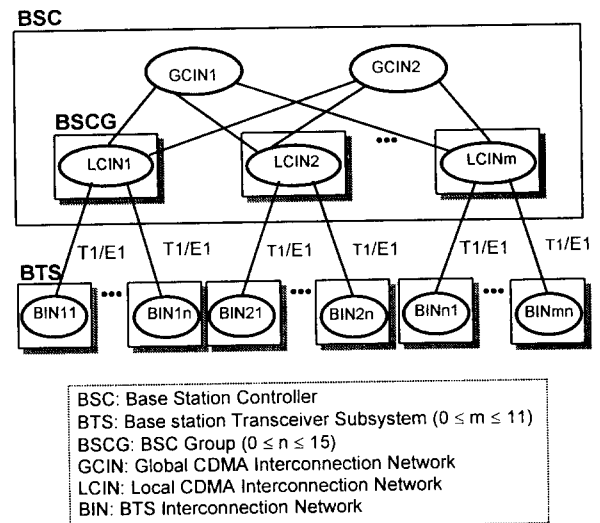 BSC
GCIN1 GCIN2
BSCG
LCIN1 LCIN2 ••• LCINm
T1/E1 T1/E1 T1/E1 T1/E1 T1/E1 T1/E1
BTS
BIN11 ••• BIN1n BIN21 ••• BIN2n BINn1 ••• BINmn
BSC: Base Station Controller
BTS: Base station Transceiver Subsystem (0 ≤ m ≤ 11)
BSCG: BSC Group (0 ≤ n ≤ 15)
GCIN: Global CDMA Interconnection Network
LCIN: Local CDMA Interconnection Network
BIN: BTS Interconnection Network